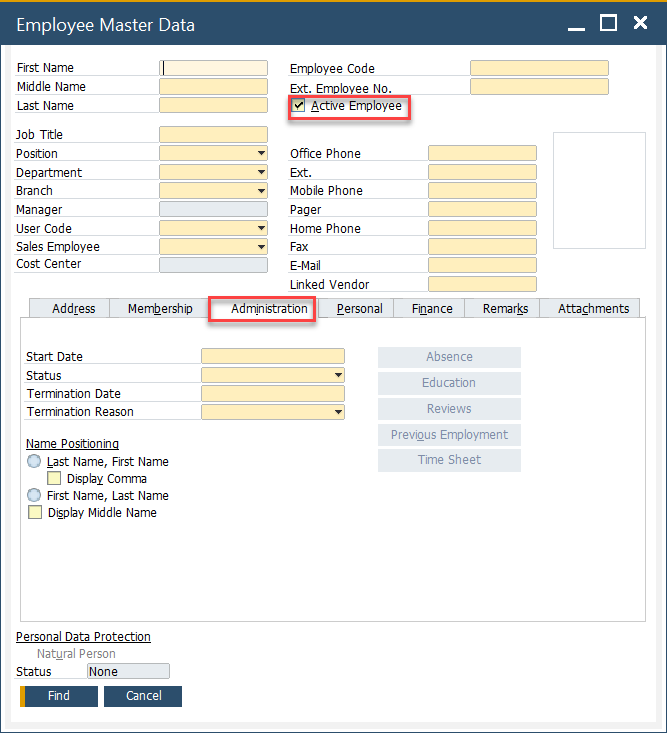 Employee Master Data
First Name
Middle Name
Last Name
Employee Code
Ext. Employee No.
Active Employee
Job Title
Position
Department
Branch
Manager
User Code
Sales Employee
Cost Center
Office Phone
Ext.
Mobile Phone
Pager
Home Phone
Fax
E-Mail
Linked Vendor
Address Membership Administration Personal Finance Remarks Attachments
Start Date
Status
Termination Date
Termination Reason
Absence
Education
Reviews
Previous Employment
Time Sheet
Name Positioning
Last Name, First Name
Display Comma
First Name, Last Name
Display Middle Name
Personal Data Protection
Natural Person
Status None
Find Cancel